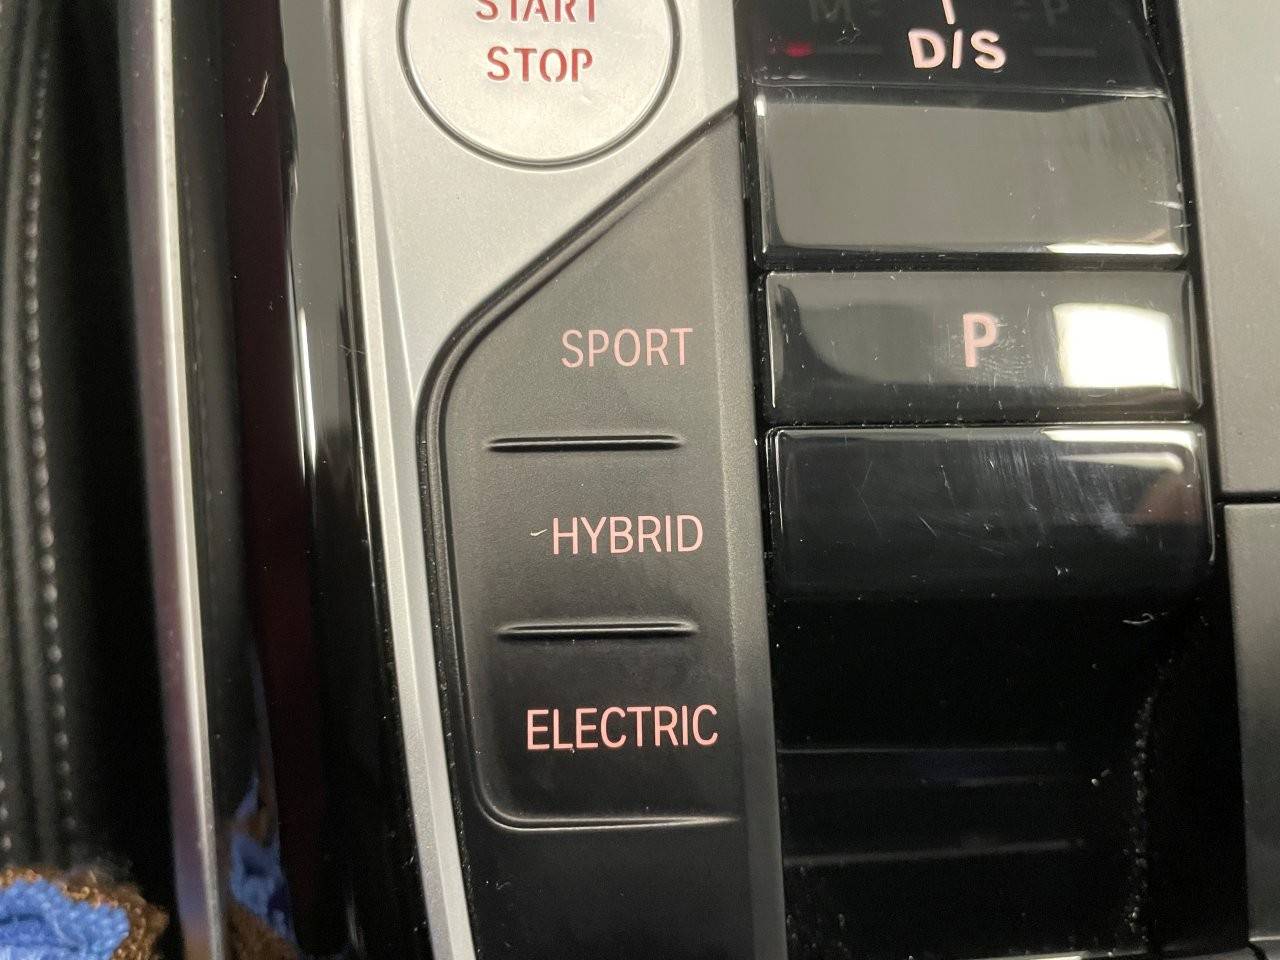 START
STOP
D/S
P
SPORT
HYBRID
ELECTRIC